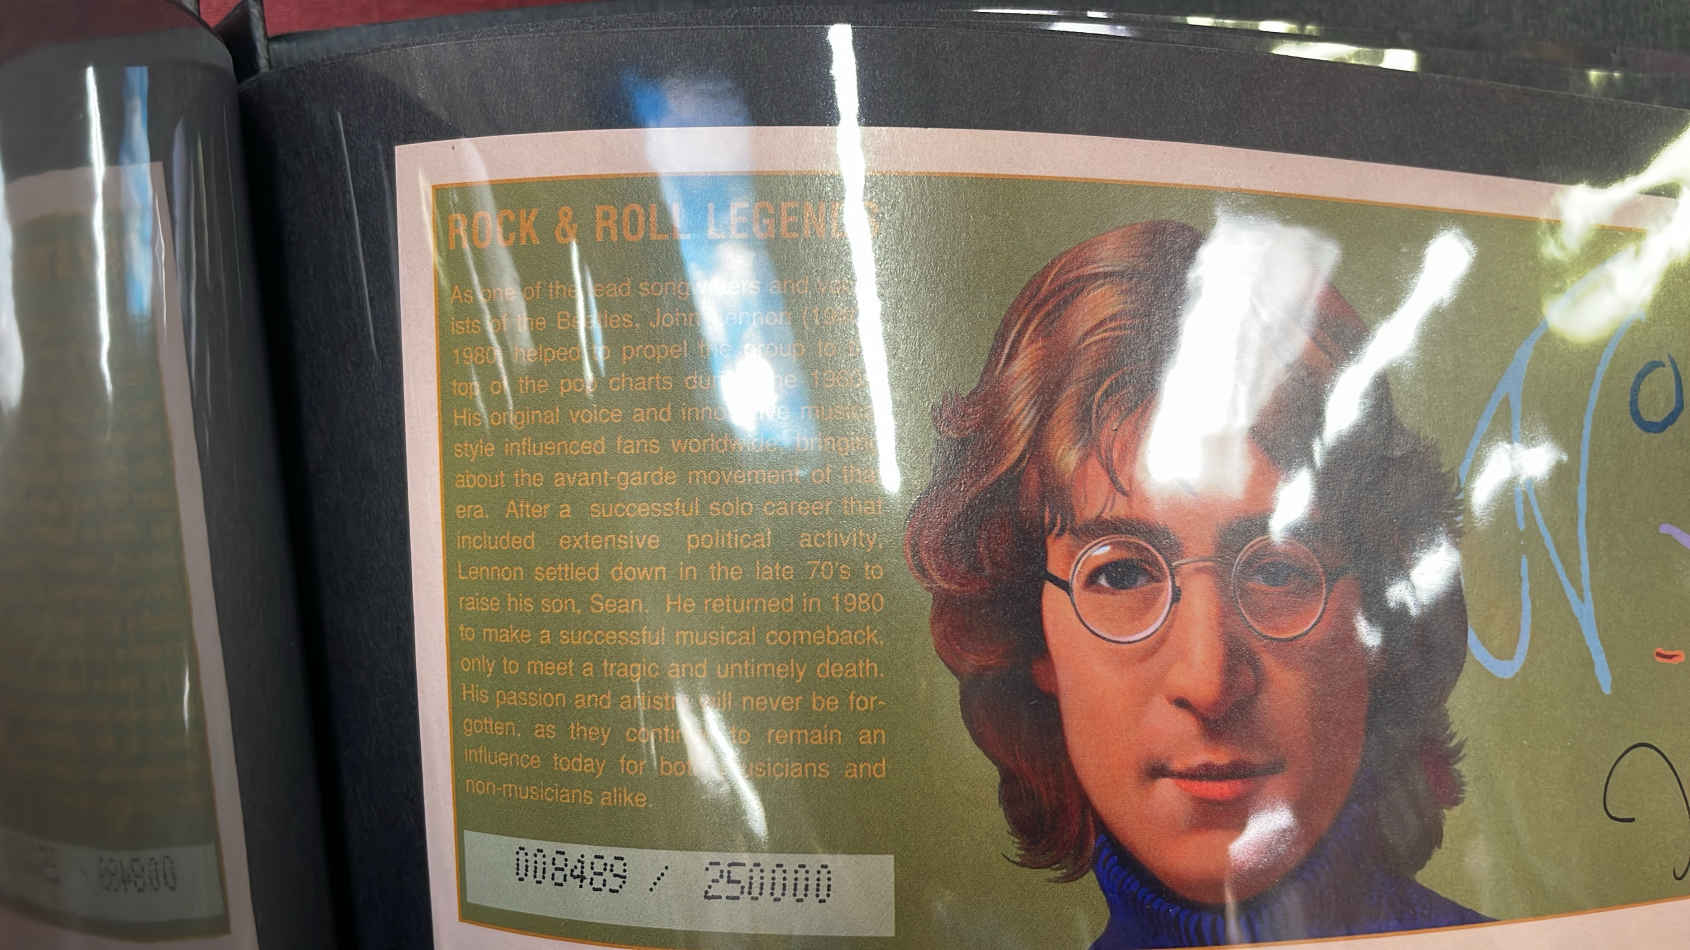 ROCK & ROLL LEGENDS
As one of the lead song and
ists of the Beatles, John Lennon
1980) helped to propel the group to
top of the pop charts during the 1960
His original voice and innovative musical
style influenced fans worldwide, bringing
about the avant-garde movement of that
era. After a successful solo career that
included extensive political activity,
Lennon settled down in the late 70's to
raise his son, Sean. He returned in 1980
to make a successful musical comeback,
only to meet a tragic and untimely death.
His passion and artistry will never be for-
gotten, as they continue to remain an
influence today for both musicians and
non-musicians alike.
008489 / 250000